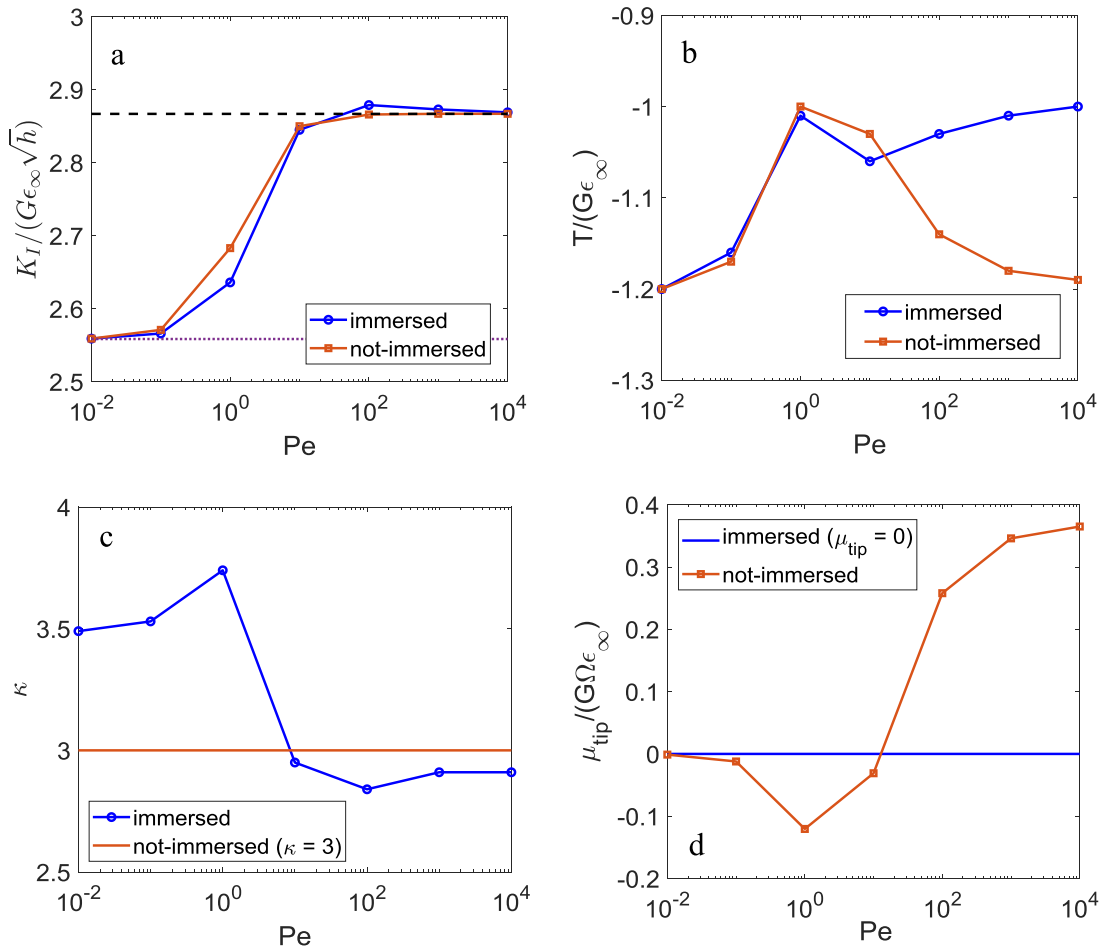 a
3
2.9
2.8
2.7
2.6
2.5
K_I/(Gϵ_∞√h)
immersed
not-immersed
10^-2 10^0 10^2 10^4
Pe
b
-0.9
-1
-1.1
-1.2
-1.3
T/(Gϵ_∞)
immersed
not-immersed
10^-2 10^0 10^2 10^4
Pe
c
4
3.5
3
2.5
κ
immersed
not-immersed (κ = 3)
10^-2 10^0 10^2 10^4
Pe
0.4
0.3
0.2
0.1
0
-0.1
-0.2
μ_tip/(GΩϵ_∞)
immersed (μ_tip = 0)
not-immersed
d
10^-2 10^0 10^2 10^4
Pe